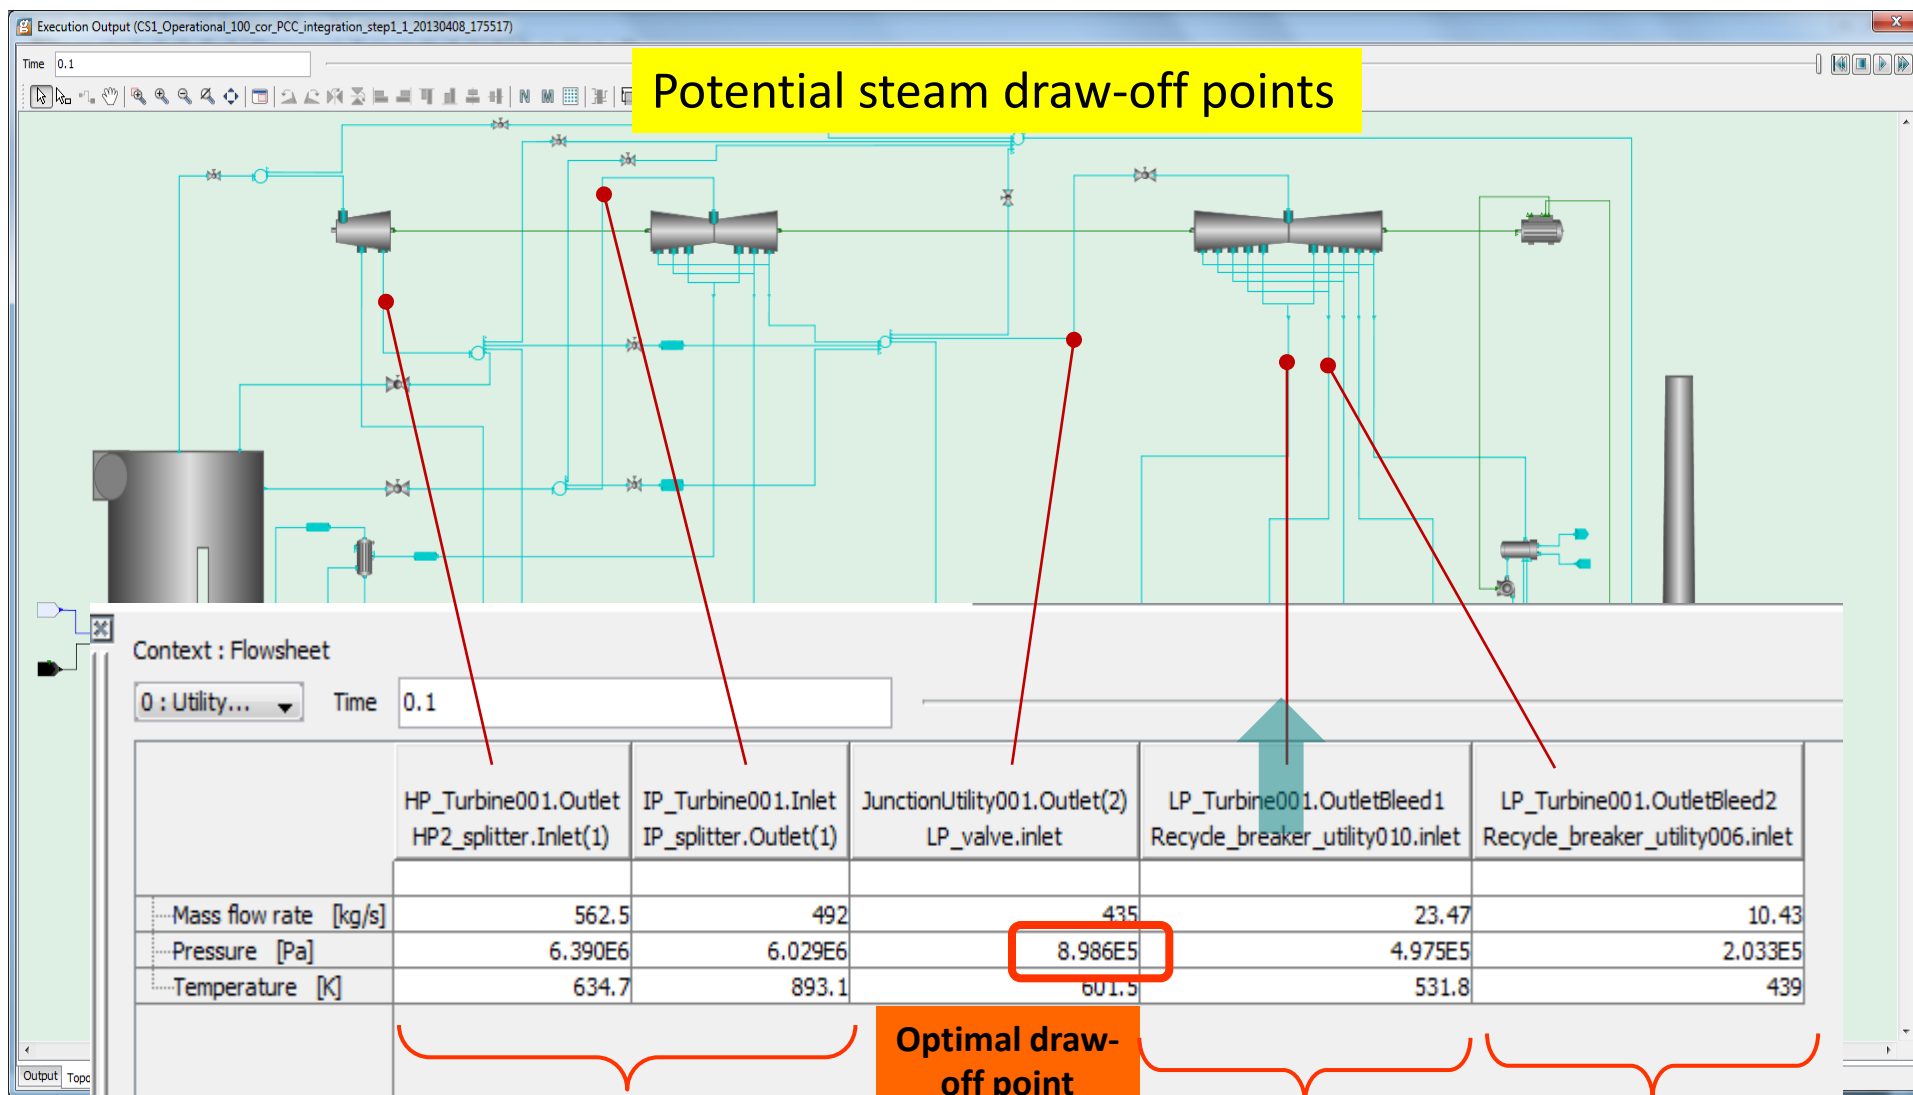 Execution Output (CS1_Operational_100_cor_PCC_integration_step1_1_20130408_175517)
Time 0.1
Potential steam draw-off points
Context : Flowsheet
0 : Utility... Time 0.1
HP_Turbine001.Outlet IP_Turbine001.Inlet JunctionUtility001.Outlet(2) LP_Turbine001.OutletBleed1 LP_Turbine001.OutletBleed2
HP2_splitter.Inlet(1) IP_splitter.Outlet(1) LP_valve.inlet Recycle_breaker_utility010.inlet Recycle_breaker_utility006.inlet
Mass flow rate [kg/s] 562.5 492 435 23.47 10.43
Pressure [Pa] 6.390E6 6.029E6 8.986E5 4.975E5 2.033E5
Temperature [K] 634.7 893.1 601.5 531.8 439
Optimal draw-
off point
Output